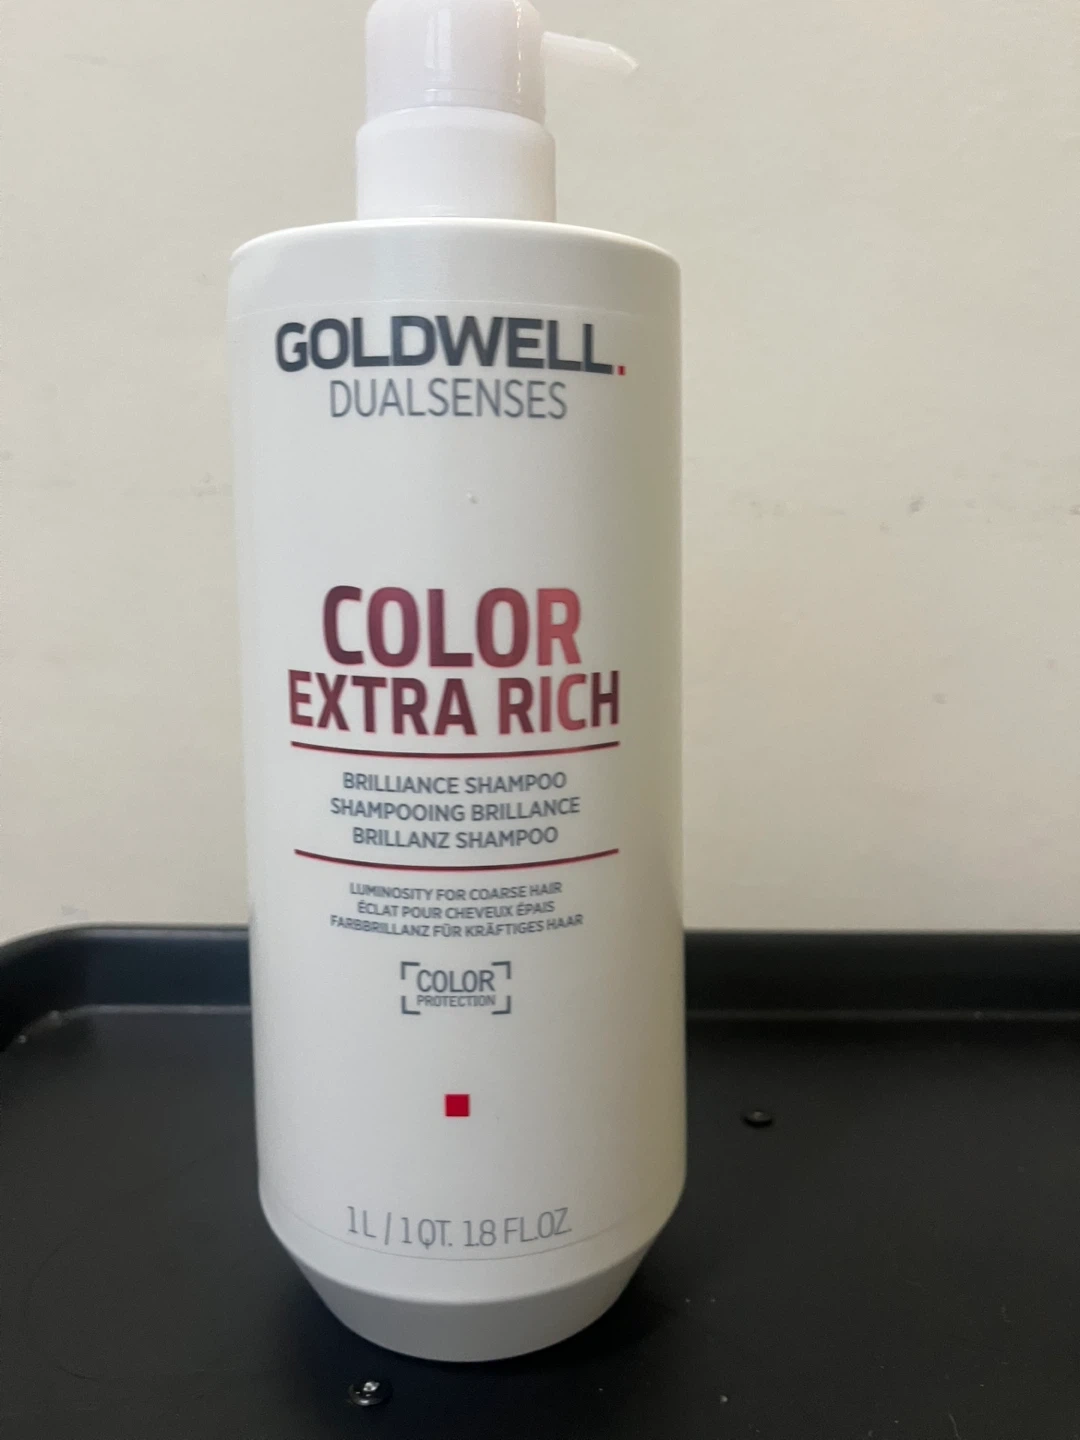 GOLDWELL.
DUALSENSES
COLOR
EXTRA RICH
BRILLIANCE SHAMPOO
SHAMPOOING BRILLANCE
BRILLANZ SHAMPOO
LUMINOSITY FOR COARSE HAIR
ÉCLAT POUR CHEVEUX ÉPAIS
FARBBRILLANZ FÜR KRÄFTIGES HAAR
COLOR
PROTECTION
1 L / 1 QT. 1.8 FL.OZ.